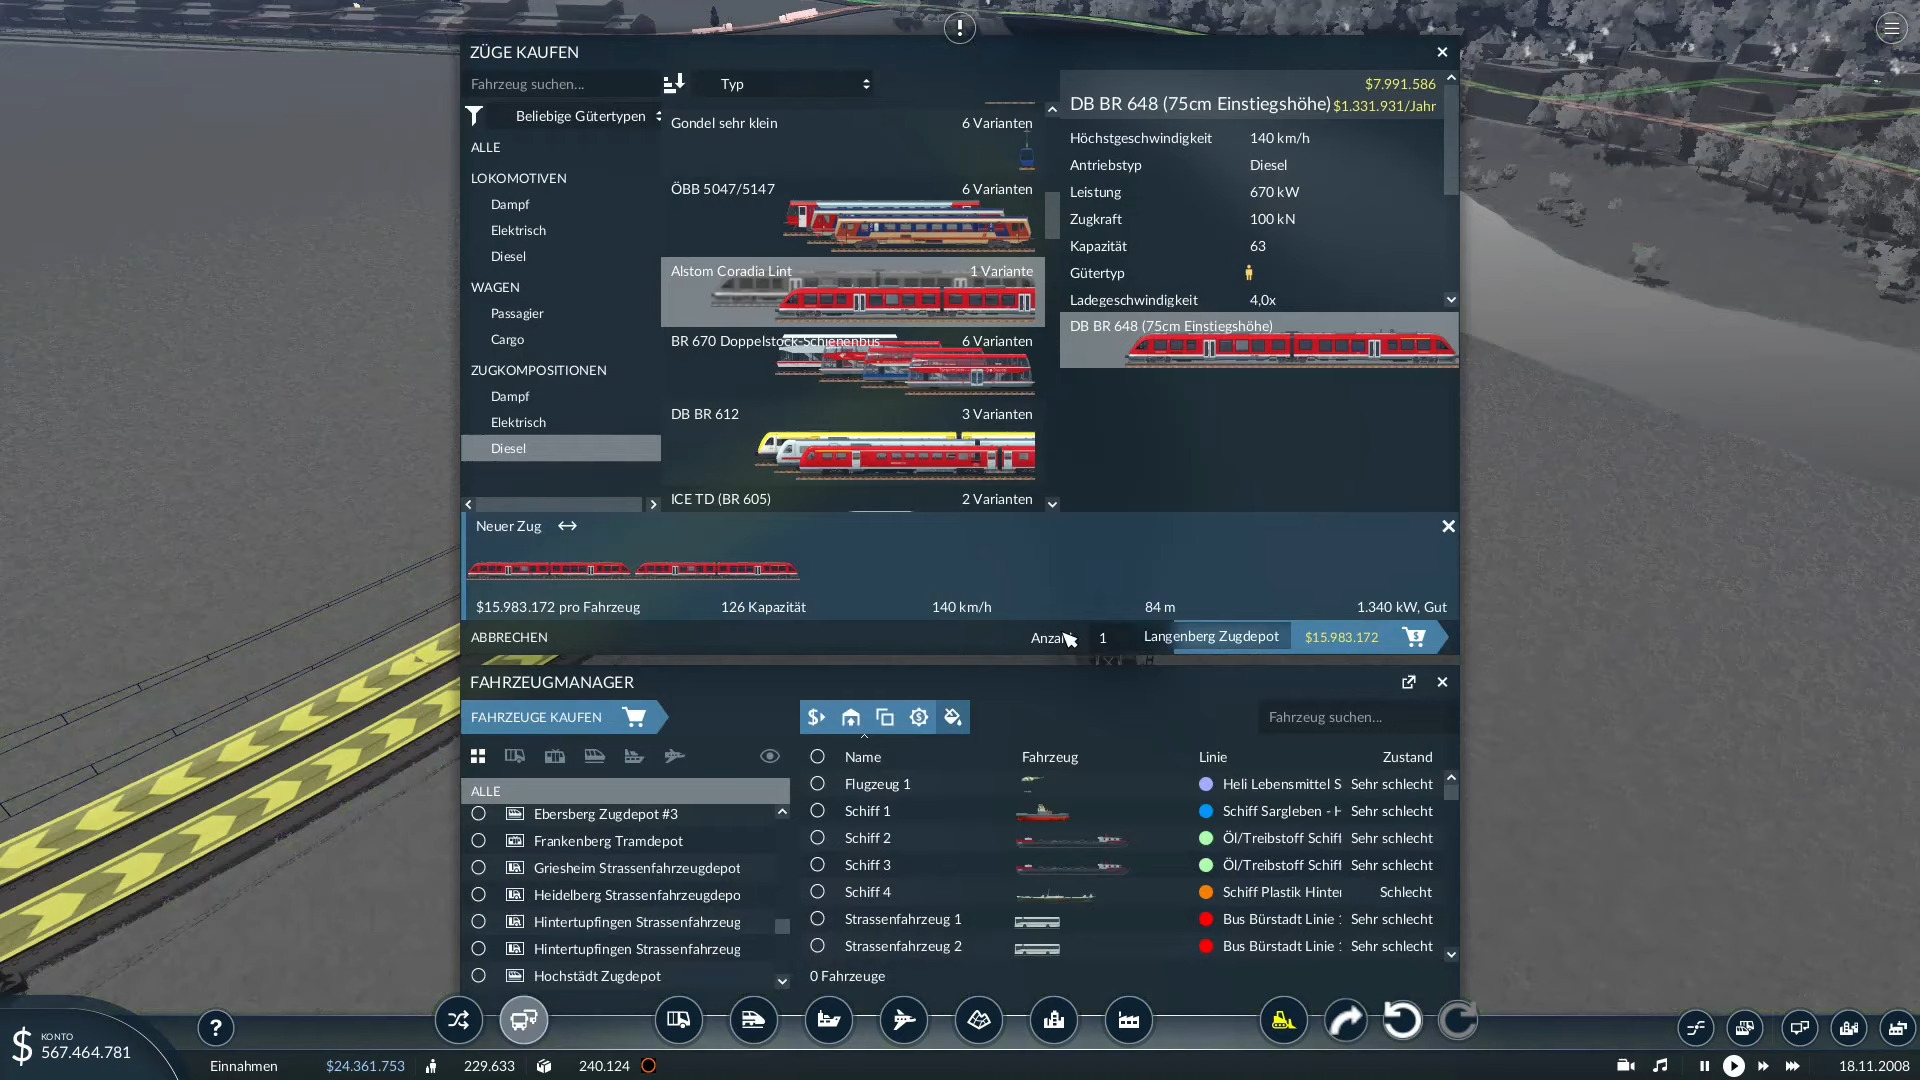 ZÜGE KAUFEN
Fahrzeug suchen...
Typ
Beliebige Gütertypen
ALLE
LOKOMOTIVEN
Dampf
Elektrisch
Diesel
WAGEN
Passagier
Cargo
ZUGKOMPOSITIONEN
Dampf
Elektrisch
Diesel
Gondel sehr klein 6 Varianten
ÖBB 5047/5147 6 Varianten
Alstom Coradia Lint 1 Variante
BR 670 Doppelstock-Schienenbus 6 Varianten
DB BR 612 3 Varianten
ICE TD (BR 605) 2 Varianten
$7.991.586
DB BR 648 (75cm Einstiegshöhe) $1.331.931/Jahr
Höchstgeschwindigkeit 140 km/h
Antriebstyp Diesel
Leistung 670 kW
Zugkraft 100 kN
Kapazität 63
Gütertyp
Ladegeschwindigkeit 4,0x
DB BR 648 (75cm Einstiegshöhe)
Neuer Zug
$15.983.172 pro Fahrzeug 126 Kapazität 140 km/h 84 m 1.340 kW, Gut
ABBRECHEN Anza 1 Langenberg Zugdepot $15.983.172
FAHRZEUGMANAGER
FAHRZEUGE KAUFEN
Fahrzeug suchen...
ALLE
Ebersberg Zugdepot #3
Frankenberg Tramdepot
Griesheim Strassenfahrzeugdepot
Heidelberg Strassenfahrzeugdepo
Hintertupfingen Strassenfahrzeug
Hintertupfingen Strassenfahrzeug
Hochstädt Zugdepot
Name Fahrzeug Linie Zustand
Flugzeug 1 Heli Lebensmittel S Sehr schlecht
Schiff 1 Schiff Sargleben - H Sehr schlecht
Schiff 2 Öl/Treibstoff Schiff Sehr schlecht
Schiff 3 Öl/Treibstoff Schiff Sehr schlecht
Schiff 4 Schiff Plastik Hinter Schlecht
Strassenfahrzeug 1 Bus Bürstadt Linie Sehr schlecht
Strassenfahrzeug 2 Bus Bürstadt Linie Sehr schlecht
0 Fahrzeuge
KONTO
567.464.781
Einnahmen $24.361.753 229.633 240.124
18.11.2008